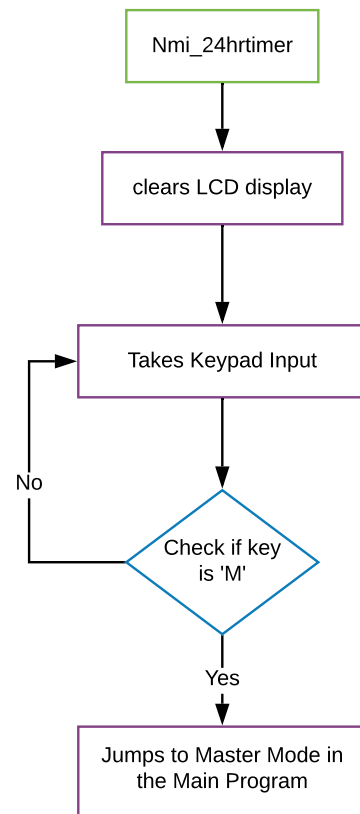 Nmi_24hrtimer
clears LCD display
Takes Keypad Input
No
Check if key
is 'M'
Yes
Jumps to Master Mode in
the Main Program